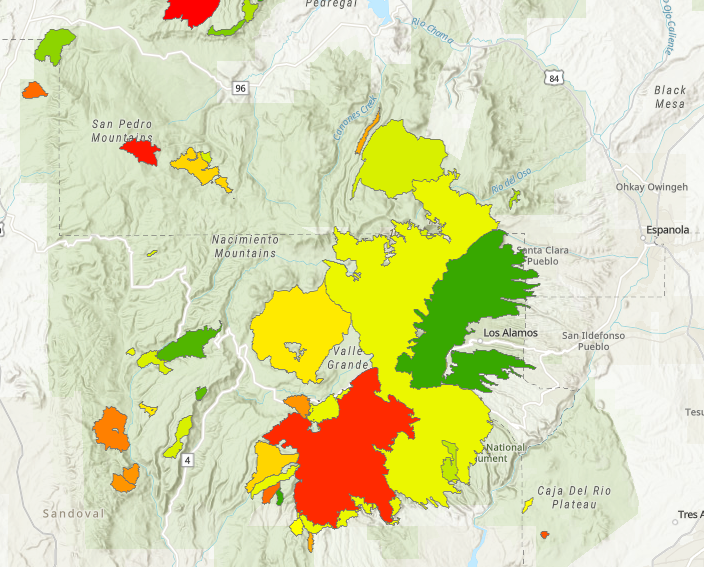 Pedregal
Rio Chama
Ojo Caliente
96
84
Black
Mesa
San Pedro
Mountains
Canones Creek
Rio del Oso
Ohkay Owingeh
Espanola
Nacimiento
Mountains
Santa Clara
Pueblo
Los Alamos
San Ildefonso
Pueblo
Valle
Grande
National
ument
4
Caja Del Rio
Plateau
Sandoval
Tesu
Tres A